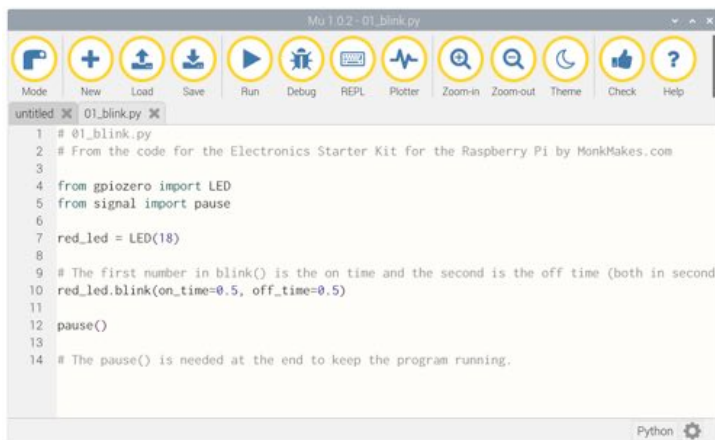 Mu 1.0.2 - 01_blink.py
Mode New Load Save Run Debug REPL Plotter Zoom-in Zoom-out Theme Check Help
untitled 01_blink.py
1 # 01_blink.py
2 # From the code for the Electronics Starter Kit for the Raspberry Pi by MonkMakes.com
3
4 from gpiozero import LED
5 from signal import pause
6
7 red_led = LED(18)
8
9 # The first number in blink() is the on time and the second is the off time (both in second
10 red_led.blink(on_time=0.5, off_time=0.5)
11
12 pause()
13
14 # The pause() is needed at the end to keep the program running.
Python